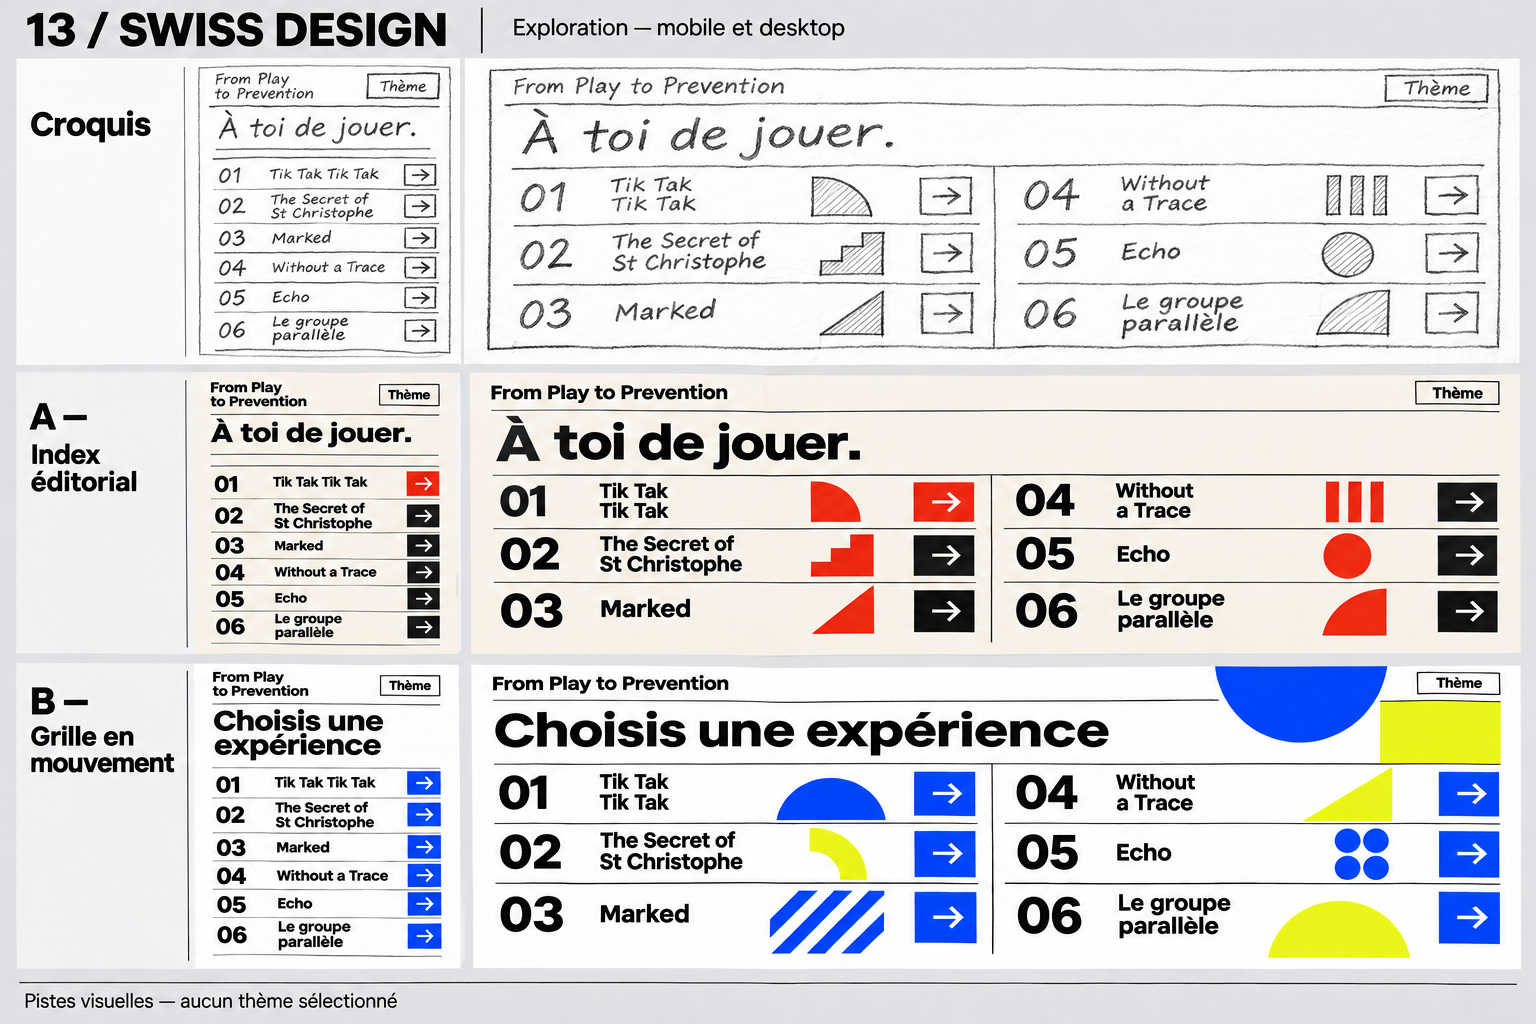 13 / SWISS DESIGN
Exploration — mobile et desktop
Croquis
From Play
to Prevention
Thème
À toi de jouer.
01 Tik Tak Tik Tak →
02 The Secret of
St Christophe →
03 Marked →
04 Without a Trace →
05 Echo →
06 Le groupe
parallèle →
From Play to Prevention
Thème
À toi de jouer.
01 Tik Tak
Tik Tak →
02 The Secret of
St Christophe →
03 Marked →
04 Without
a Trace →
05 Echo →
06 Le groupe
parallèle →
A —
Index
éditorial
From Play
to Prevention
Thème
À toi de jouer.
01 Tik Tak Tik Tak →
02 The Secret of
St Christophe →
03 Marked →
04 Without a Trace →
05 Echo →
06 Le groupe
parallèle →
From Play to Prevention
Thème
À toi de jouer.
01 Tik Tak
Tik Tak →
02 The Secret of
St Christophe →
03 Marked →
04 Without
a Trace →
05 Echo →
06 Le groupe
parallèle →
B —
Grille en
mouvement
From Play
to Prevention
Thème
Choisis une
expérience
01 Tik Tak Tik Tak →
02 The Secret of
St Christophe →
03 Marked →
04 Without a Trace →
05 Echo →
06 Le groupe
parallèle →
From Play to Prevention
Thème
Choisis une expérience
01 Tik Tak
Tik Tak →
02 The Secret of
St Christophe →
03 Marked →
04 Without
a Trace →
05 Echo →
06 Le groupe
parallèle →
Pistes visuelles — aucun thème sélectionné